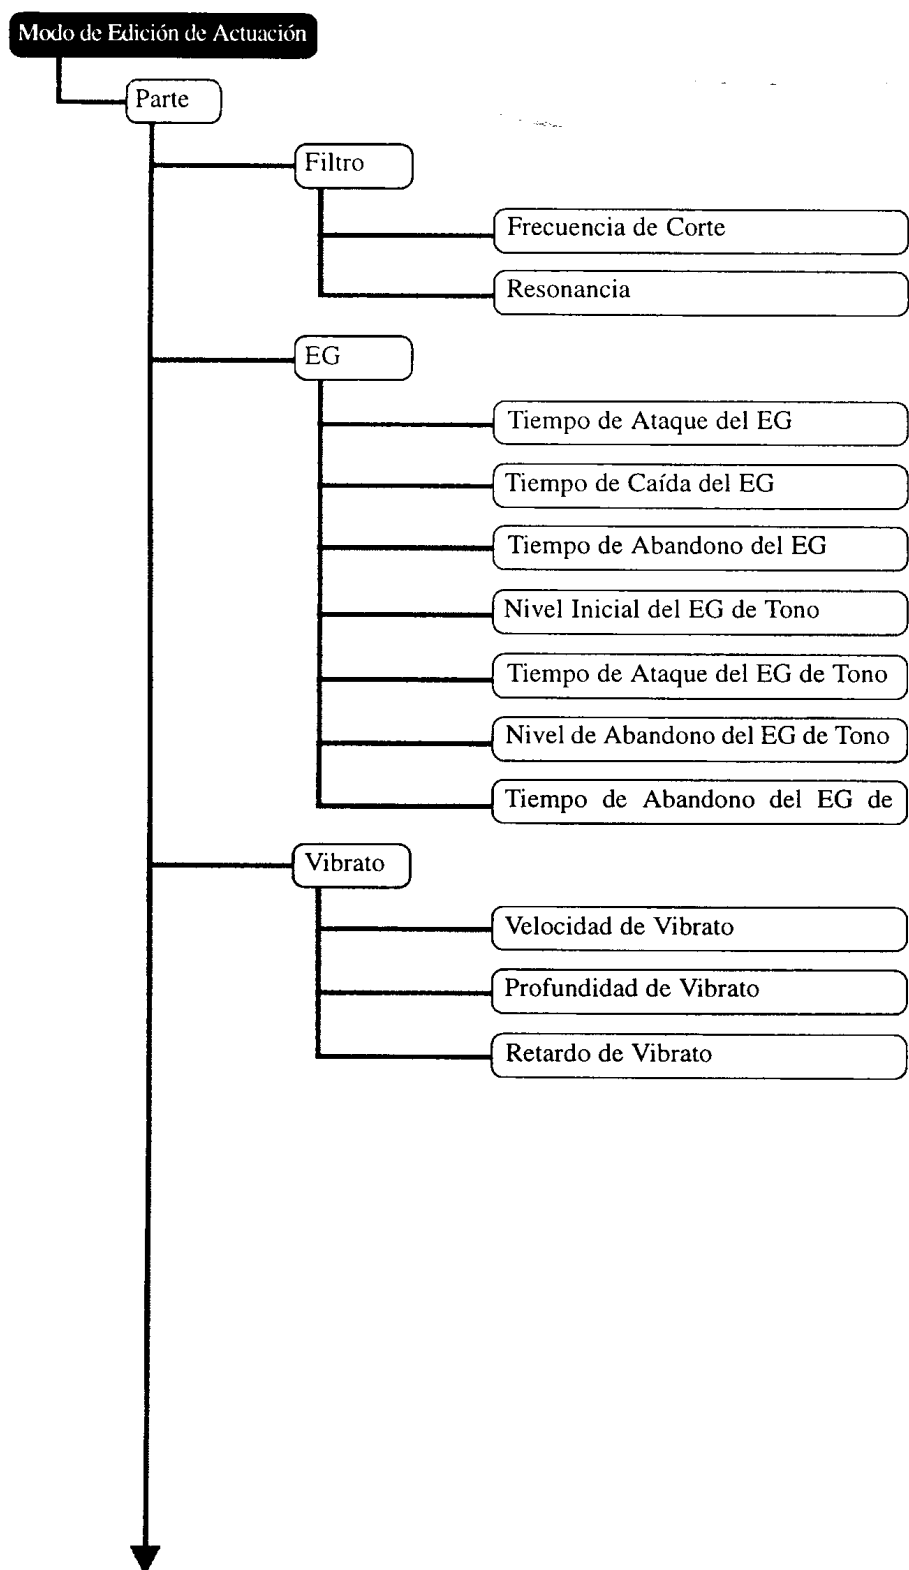 Modo de Edición de Actuación
Parte
Filtro
Frecuencia de Corte
Resonancia
EG
Tiempo de Ataque del EG
Tiempo de Caída del EG
Tiempo de Abandono del EG
Nivel Inicial del EG de Tono
Tiempo de Ataque del EG de Tono
Nivel de Abandono del EG de Tono
Tiempo de Abandono del EG de
Vibrato
Velocidad de Vibrato
Profundidad de Vibrato
Retardo de Vibrato